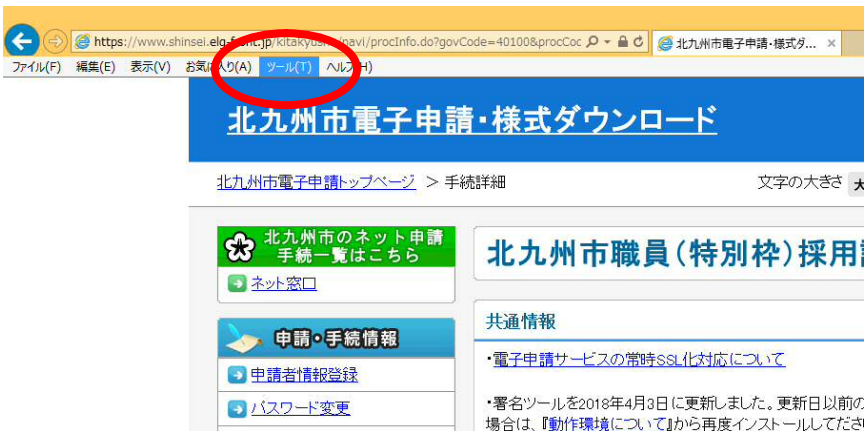 https://www.shinsei.elg-front.jp/kitakyushu/navi/procInfo.do?govCode=40100&procCoc
北九州市電子申請・様式ダ...
ファイル(F) 編集(E) 表示(V) お気に入り(A) ツール(T) ヘルプ(H)
北九州市電子申請・様式ダウンロード
北九州市電子申請トップページ > 手続詳細 文字の大きさ 大
北九州市のネット申請
手続一覧はこちら
北九州市職員(特別枠)採用
ネット窓口
申請・手続情報
共通情報
・電子申請サービスの常時SSL化対応について
申請者情報登録
パスワード変更
・署名ツールを2018年4月3日に更新しました。更新日以前の
場合は、『動作環境について』から再度インストールしてださ